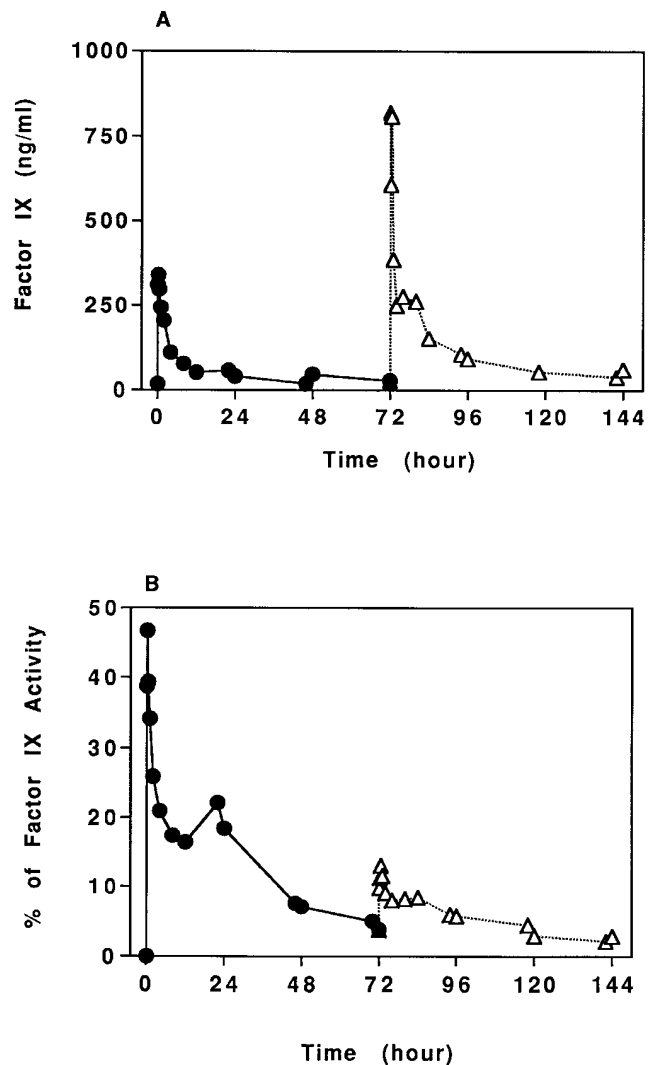 A
1000
750
500
250
0
Factor IX (ng/ml)
0 24 48 72 96 120 144
Time (hour)
B
50
40
30
20
10
0
% of Factor IX Activity
0 24 48 72 96 120 144
Time (hour)